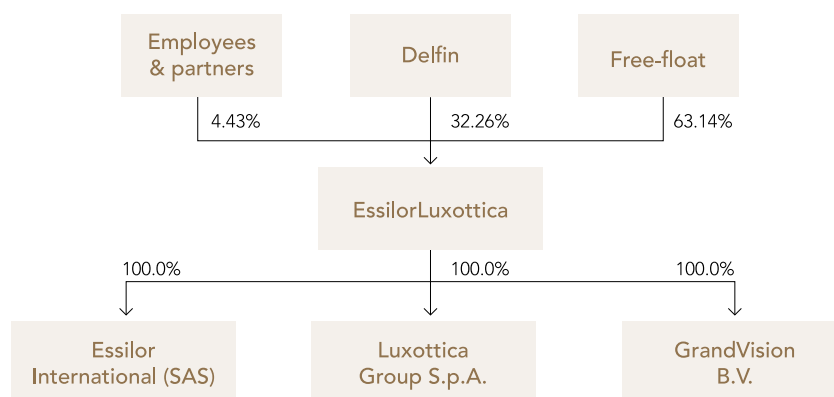 Employees
& partners
Delfin
Free-float
4.43%
32.26%
63.14%
EssilorLuxottica
100.0%
100.0%
100.0%
Essilor
International (SAS)
Luxottica
Group S.p.A.
GrandVision
B.V.